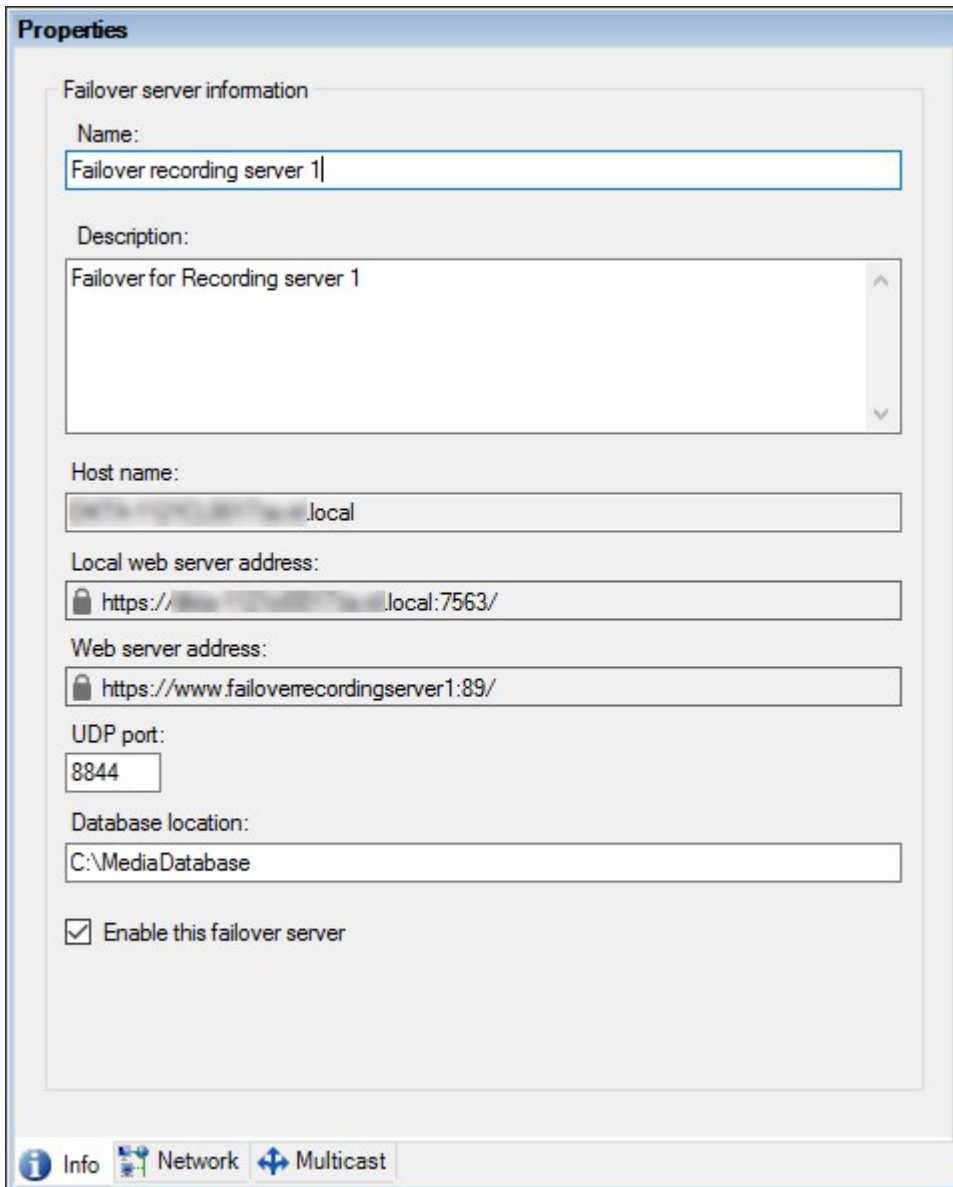 Properties
Failover server information
Name:
Failover recording server 1
Description:
Failover for Recording server 1
Host name:
.local
Local web server address:
https:// .local:7563/
Web server address:
https://www.failoverrecordingserver1:89/
UDP port:
8844
Database location:
C:\MediaDatabase
Enable this failover server
Info Network Multicast